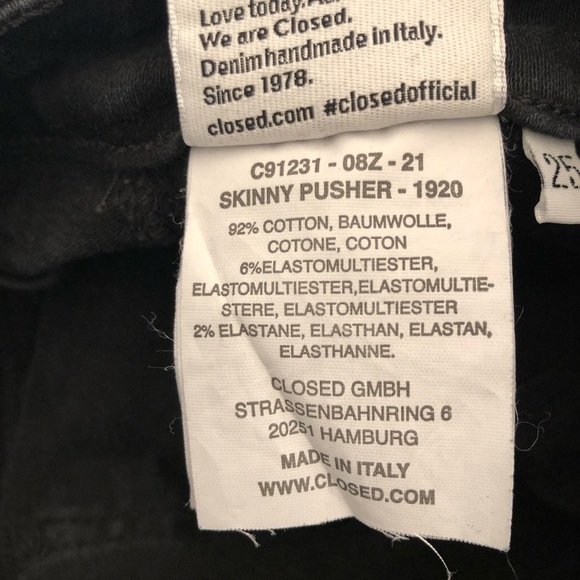 Love today.
We are Closed.
Denim handmade in Italy.
Since 1978.
closed.com #closedofficial
C91231 - 08Z - 21
SKINNY PUSHER - 1920
92% COTTON, BAUMWOLLE,
COTONE, COTON
6%ELASTOMULTIESTER,
ELASTOMULTIESTER,ELASTOMULTIE-
STERE, ELASTOMULTIESTER
2% ELASTANE, ELASTHAN, ELASTAN,
ELASTHANNE.
CLOSED GMBH
STRASSENBAHNRING 6
20251 HAMBURG
MADE IN ITALY
WWW.CLOSED.COM
25